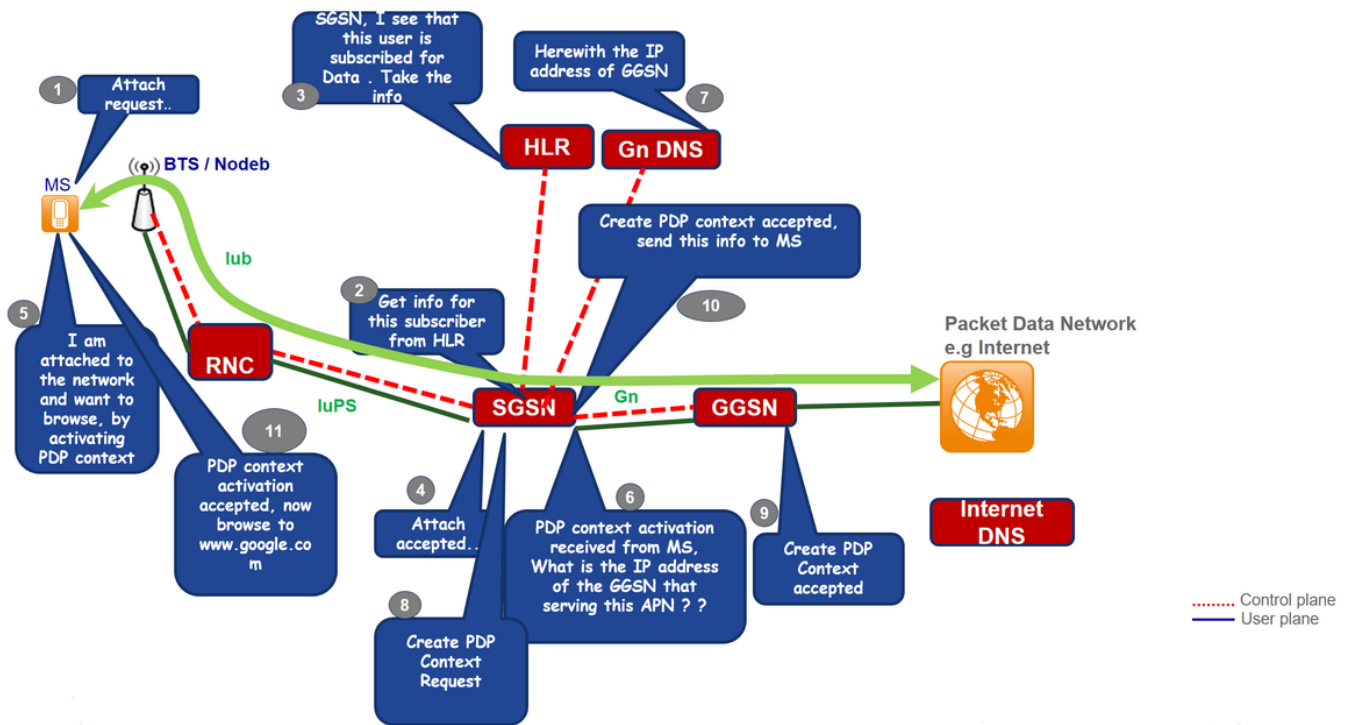 SGSN, I see that
this user is
subscribed for
Data . Take the
info
3
Herewith the IP
address of GGSN
7
1
Attach
request..
HLR
Gn DNS
BTS / Nodeb
MS
Create PDP context accepted,
send this info to MS
10
Iub
2
Get info for
this subscriber
from HLR
5
I am
attached to
the network
and want to
browse, by
activating
PDP context
RNC
IuPS
SGSN
Gn
GGSN
Packet Data Network
e.g Internet
11
PDP context
activation
accepted, now
browse to
www.google.co
m
4
Attach
accepted..
6
PDP context activation
received from MS,
What is the IP address
of the GGSN that
serving this APN ? ?
9
Create PDP
Context
accepted
Internet
DNS
8
Create PDP
Context
Request
Control plane
User plane